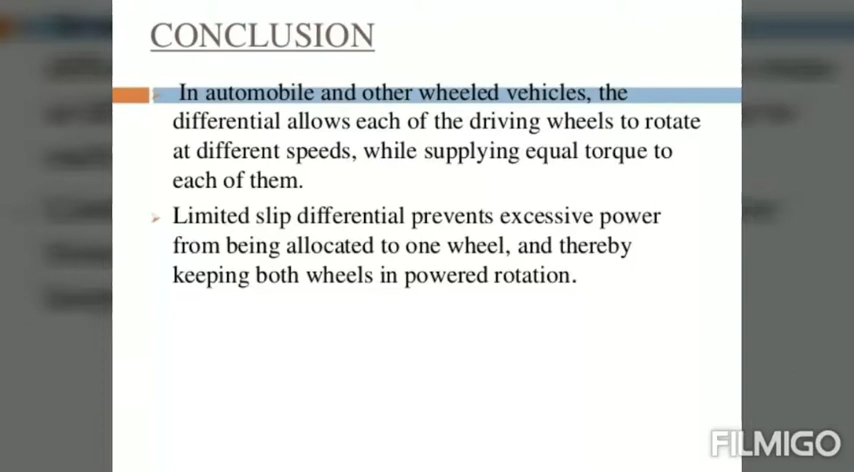 CONCLUSION
In automobile and other wheeled vehicles, the
differential allows each of the driving wheels to rotate
at different speeds, while supplying equal torque to
each of them.
Limited slip differential prevents excessive power
from being allocated to one wheel, and thereby
keeping both wheels in powered rotation.
FILMIGO